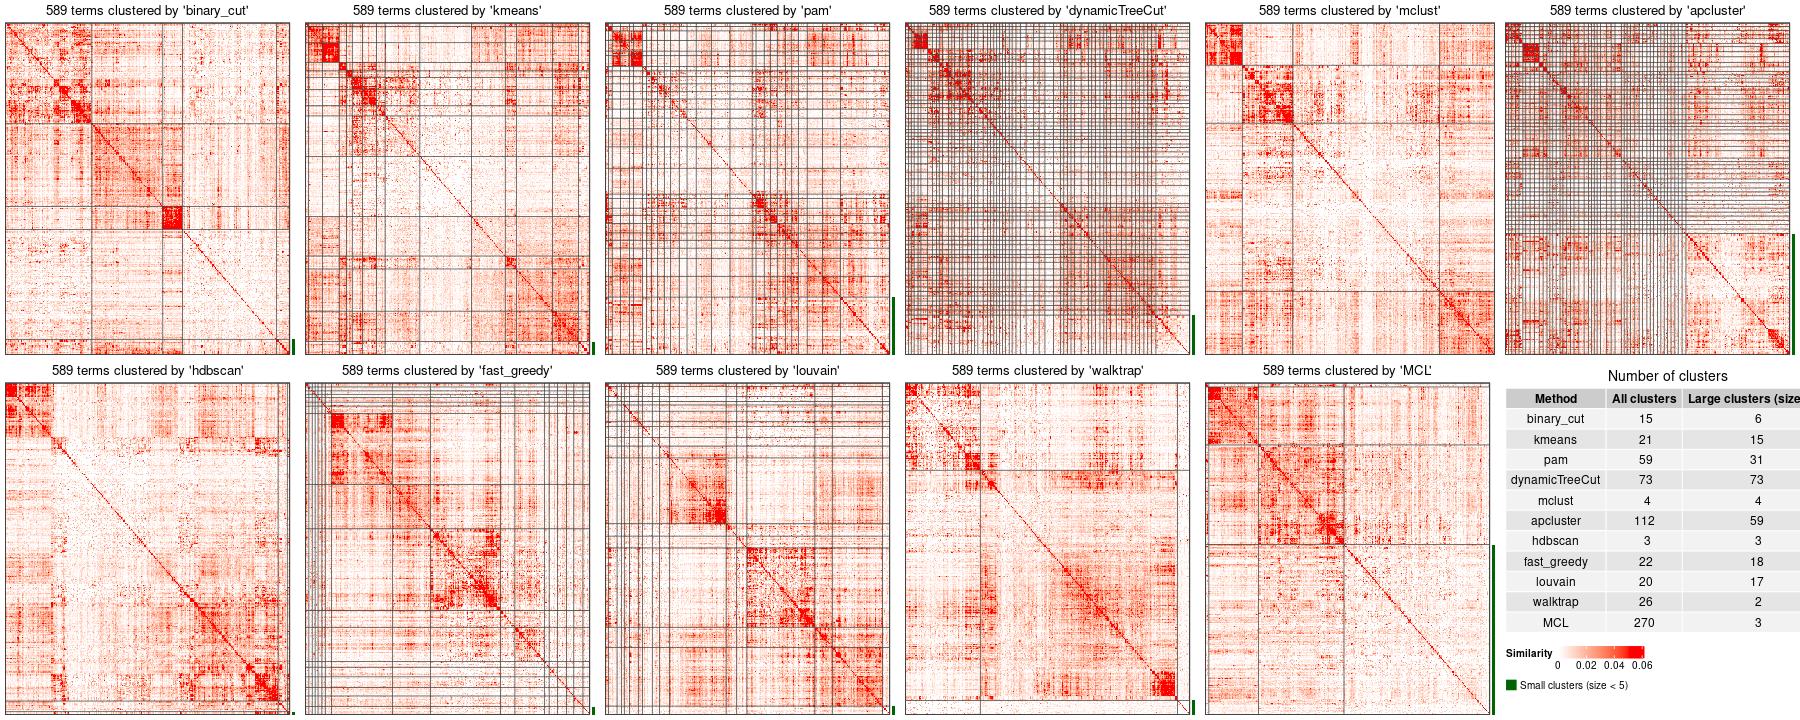 589 terms clustered by 'binary_cut'
589 terms clustered by 'kmeans'
589 terms clustered by 'pam'
589 terms clustered by 'dynamicTreeCut'
589 terms clustered by 'mclust'
589 terms clustered by 'apcluster'
589 terms clustered by 'hdbscan'
589 terms clustered by 'fast_greedy'
589 terms clustered by 'louvain'
589 terms clustered by 'walktrap'
589 terms clustered by 'MCL'
Number of clusters
Method All clusters Large clusters (size
binary_cut 15 6
kmeans 21 15
pam 59 31
dynamicTreeCut 73 73
mclust 4 4
apcluster 112 59
hdbscan 3 3
fast_greedy 22 18
louvain 20 17
walktrap 26 2
MCL 270 3
Similarity
0 0.02 0.04 0.06
Small clusters (size < 5)